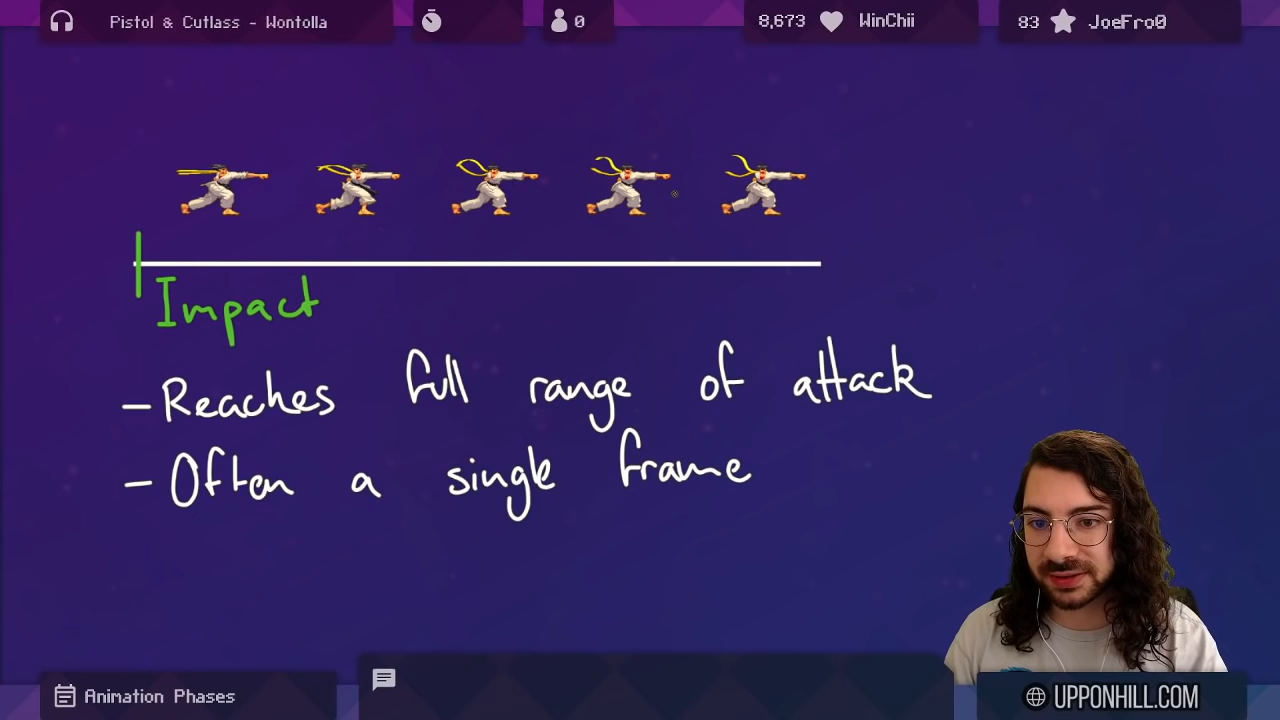 Pistol & Cutlass - Wontolla
0
8,673 WinChii
83 JoeFro0
Impact
- Reaches full range of attack
- Often a single frame
Animation Phases
UPPONHILL.COM